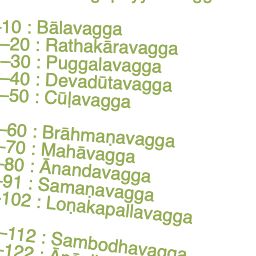 10 : Bālavagga
–20 : Rathakāravagga
–30 : Puggalavagga
–40 : Devadūtavagga
–50 : Cūḷavagga
–60 : Brāhmaṇavagga
–70 : Mahāvagga
–80 : Ānandavagga
–91 : Samaṇavagga
–102 : Loṇakapallavagga
–112 : Sambodhavagga
–122 :